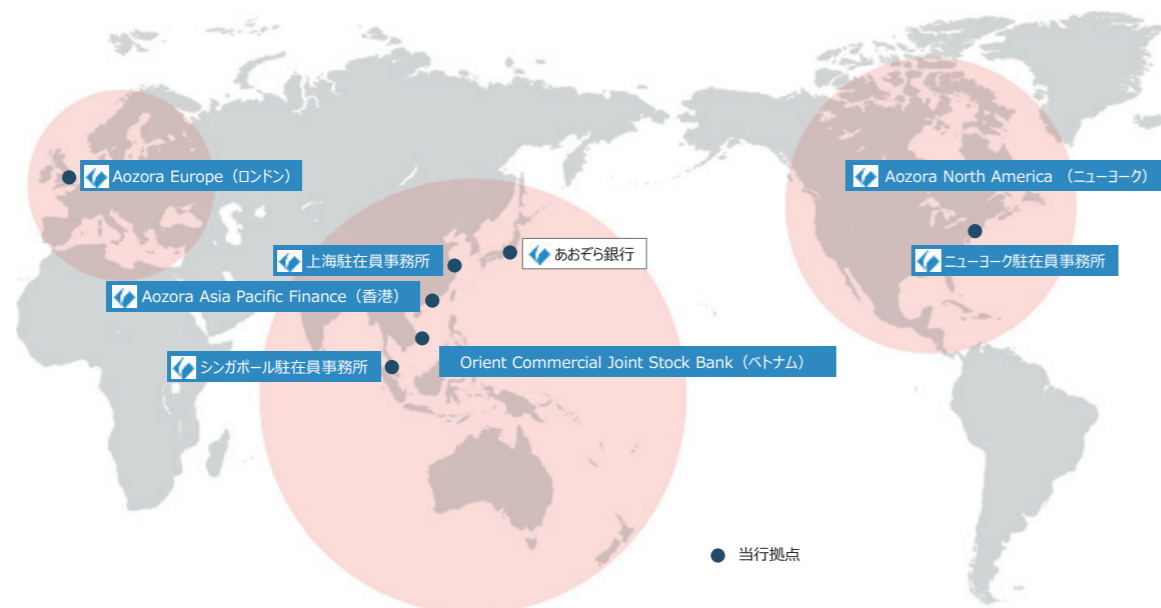 Aozora Europe（ロンドン）
Aozora North America （ニューヨーク）
ニューヨーク駐在員事務所
あおぞら銀行
上海駐在員事務所
Aozora Asia Pacific Finance（香港）
Orient Commercial Joint Stock Bank（ベトナム）
シンガポール駐在員事務所
当行拠点